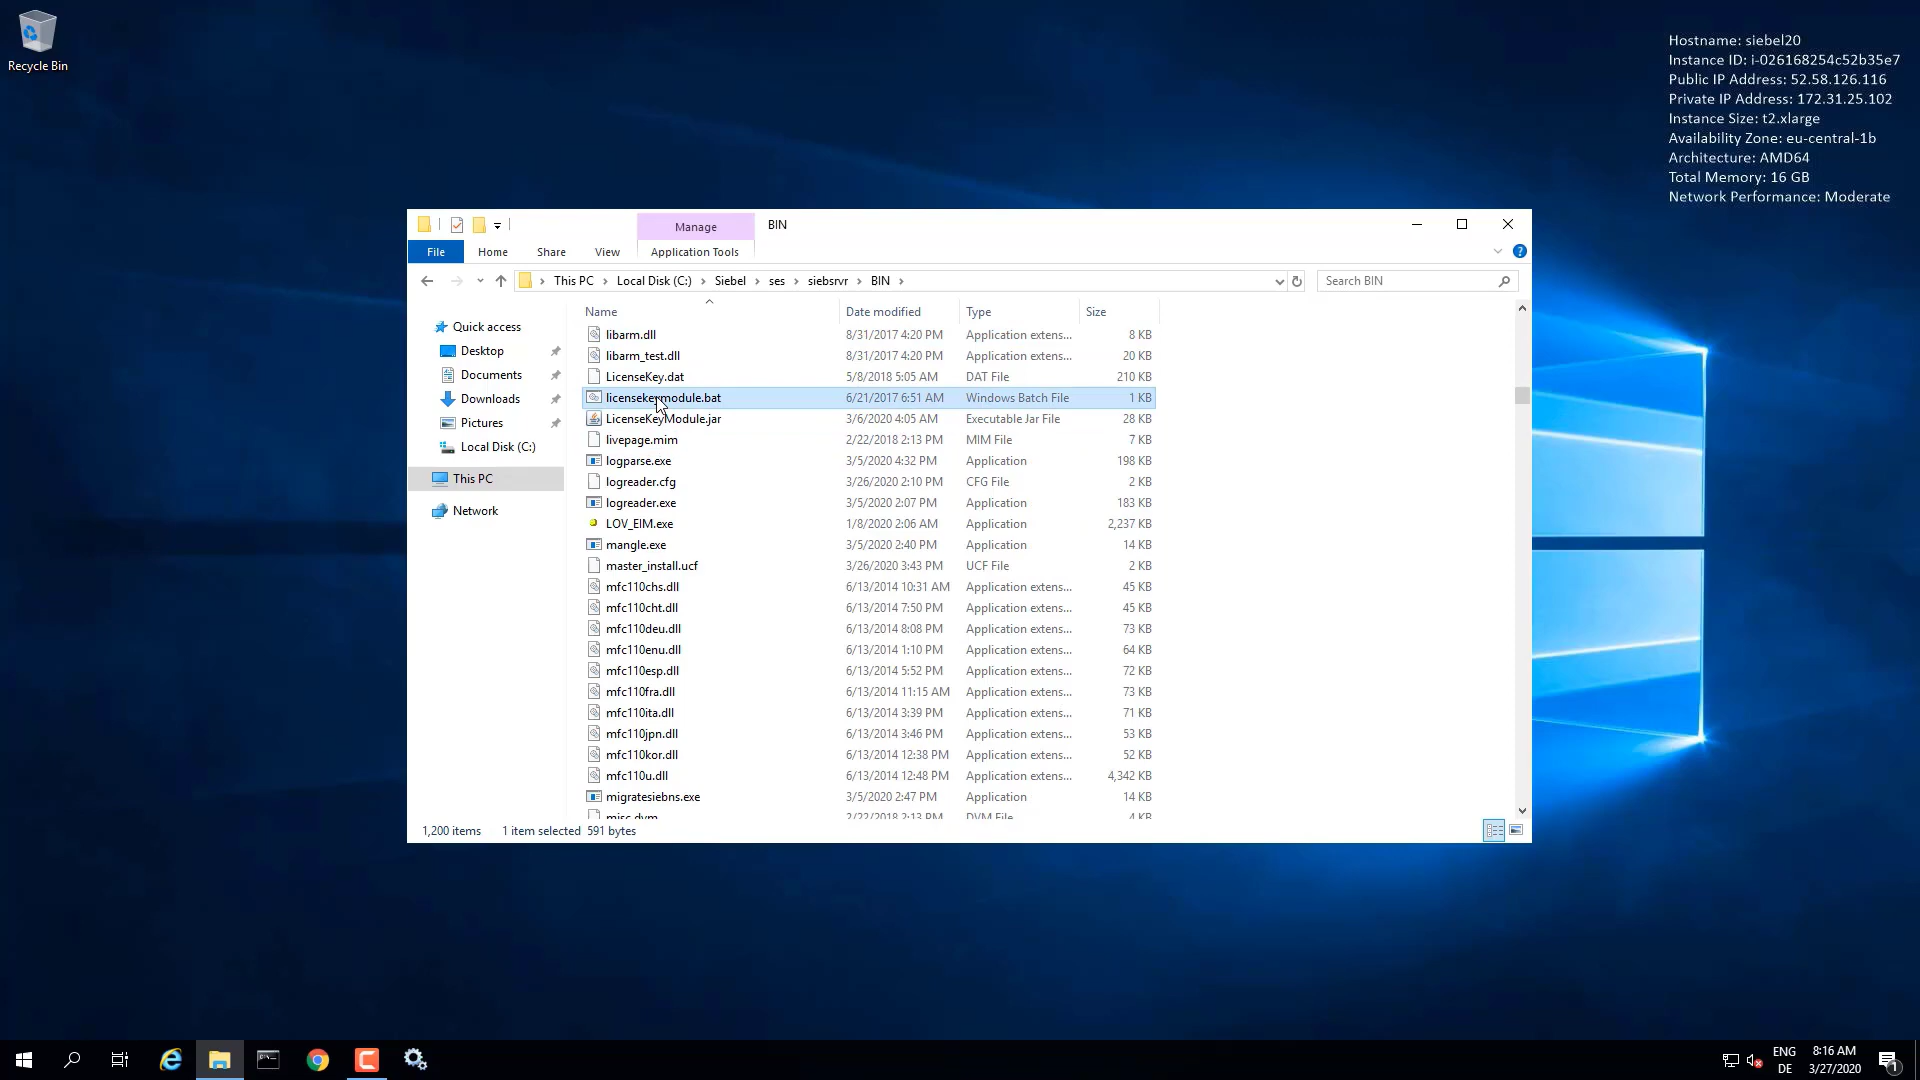 Recycle Bin
Hostname: siebel20
Instance ID: i-026168254c52b35e7
Public IP Address: 52.58.126.116
Private IP Address: 172.31.25.102
Instance Size: t2.xlarge
Availability Zone: eu-central-1b
Architecture: AMD64
Total Memory: 16 GB
Network Performance: Moderate
Manage BIN
File Home Share View Application Tools
This PC > Local Disk (C:) > Siebel > ses > siebsrvr > BIN > Search BIN
Quick access
Desktop
Documents
Downloads
Pictures
Local Disk (C:)
This PC
Network
Name Date modified Type Size
libarm.dll 8/31/2017 4:20 PM Application extens... 8 KB
libarm_test.dll 8/31/2017 4:20 PM Application extens... 20 KB
LicenseKey.dat 5/8/2018 5:05 AM DAT File 210 KB
licensekeymodule.bat 6/21/2017 6:51 AM Windows Batch File 1 KB
LicenseKeyModule.jar 3/6/2020 4:05 AM Executable Jar File 28 KB
livepage.mim 2/22/2018 2:13 PM MIM File 7 KB
logparse.exe 3/5/2020 4:32 PM Application 198 KB
logreader.cfg 3/26/2020 2:10 PM CFG File 2 KB
logreader.exe 3/5/2020 2:07 PM Application 183 KB
LOV_EIM.exe 1/8/2020 2:06 AM Application 2,237 KB
mangle.exe 3/5/2020 2:40 PM Application 14 KB
master_install.ucf 3/26/2020 3:43 PM UCF File 2 KB
mfc110chs.dll 6/13/2014 10:31 AM Application extens... 45 KB
mfc110cht.dll 6/13/2014 7:50 PM Application extens... 45 KB
mfc110deu.dll 6/13/2014 8:08 PM Application extens... 73 KB
mfc110enu.dll 6/13/2014 1:10 PM Application extens... 64 KB
mfc110esp.dll 6/13/2014 5:52 PM Application extens... 72 KB
mfc110fra.dll 6/13/2014 11:15 AM Application extens... 73 KB
mfc110ita.dll 6/13/2014 3:39 PM Application extens... 71 KB
mfc110jpn.dll 6/13/2014 3:46 PM Application extens... 53 KB
mfc110kor.dll 6/13/2014 12:38 PM Application extens... 52 KB
mfc110u.dll 6/13/2014 12:48 PM Application extens... 4,342 KB
migratesiebns.exe 3/5/2020 2:47 PM Application 14 KB
misc.dvm 2/22/2018 2:13 PM DVM File 4 KB
1,200 items 1 item selected 591 bytes
ENG 8:16 AM
DE 3/27/2020
1